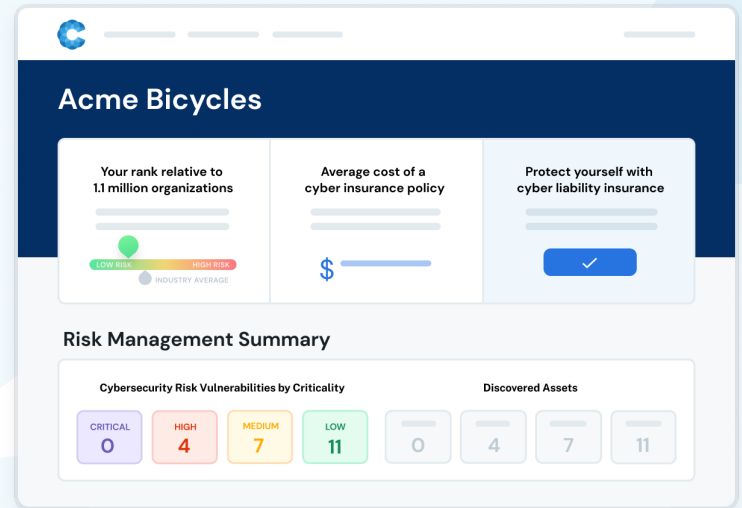 Acme Bicycles
Your rank relative to
1.1 million organizations
LOW RISK
HIGH RISK
INDUSTRY AVERAGE
Average cost of a
cyber insurance policy
$
Protect yourself with
cyber liability insurance
Risk Management Summary
Cybersecurity Risk Vulnerabilities by Criticality
CRITICAL
0
HIGH
4
MEDIUM
7
LOW
11
Discovered Assets
0
4
7
11